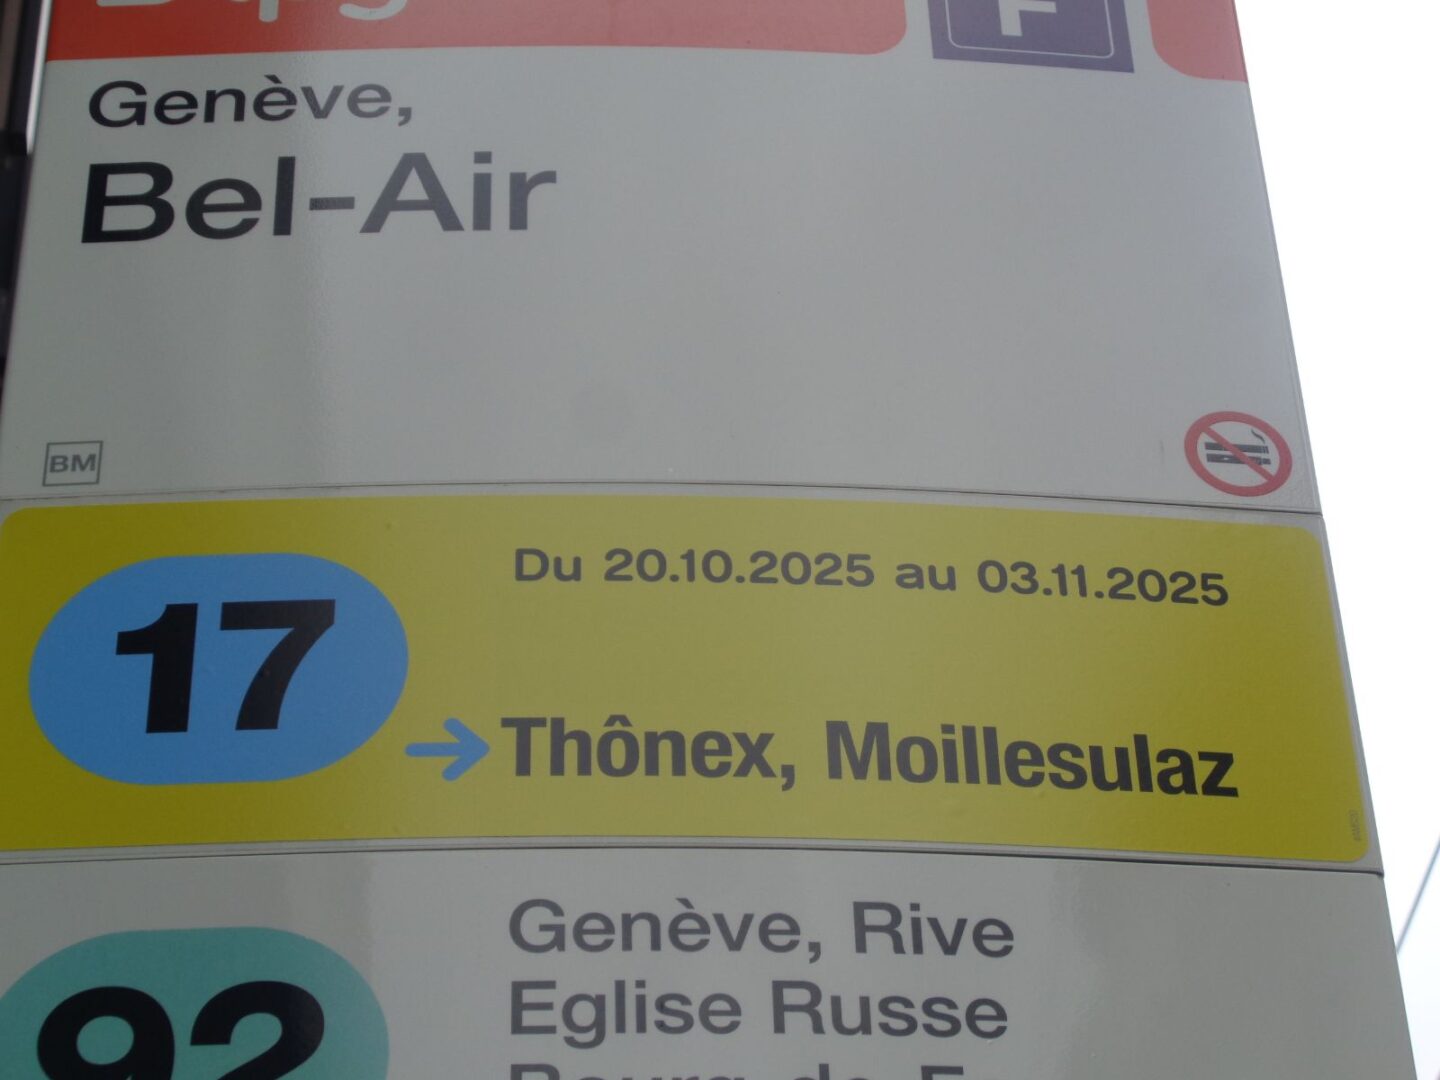 F
Genève,
Bel-Air
BM
Du 20.10.2025 au 03.11.2025
17
Thônex, Moillesulaz
Genève, Rive
Eglise Russe
92